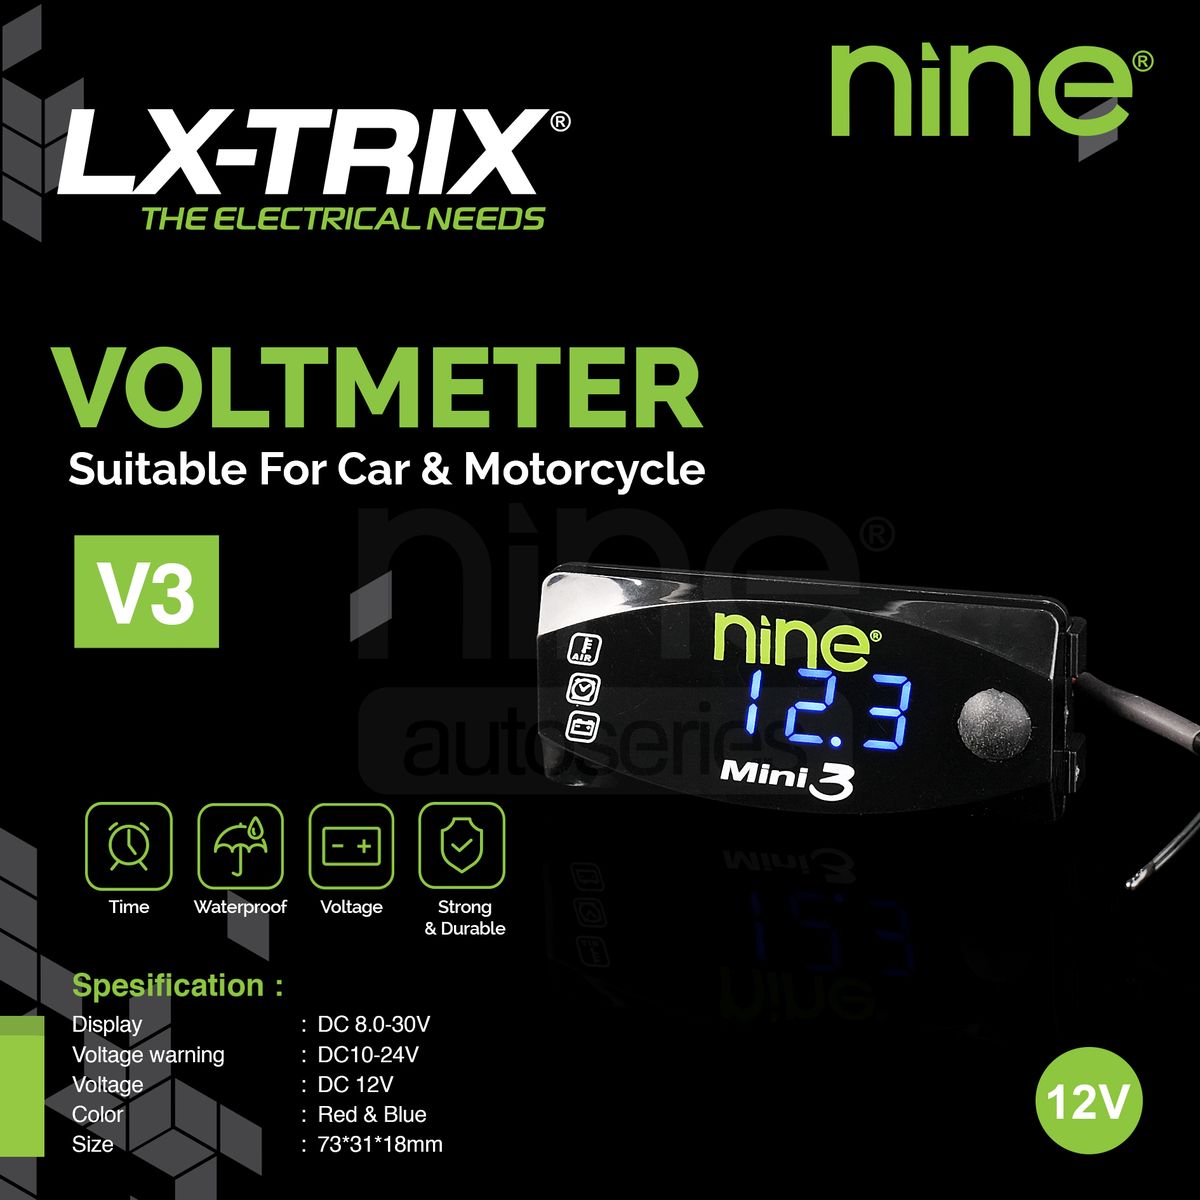 nine®
LX-TRIX®
THE ELECTRICAL NEEDS
VOLTMETER
Suitable For Car & Motorcycle
V3
nine®
autoseries
nine®
AIR
12.3
Mini 3
Time
Waterproof
Voltage
Strong
& Durable
Spesification :
Display : DC 8.0-30V
Voltage warning : DC10-24V
Voltage : DC 12V
Color : Red & Blue
Size : 73*31*18mm
12V